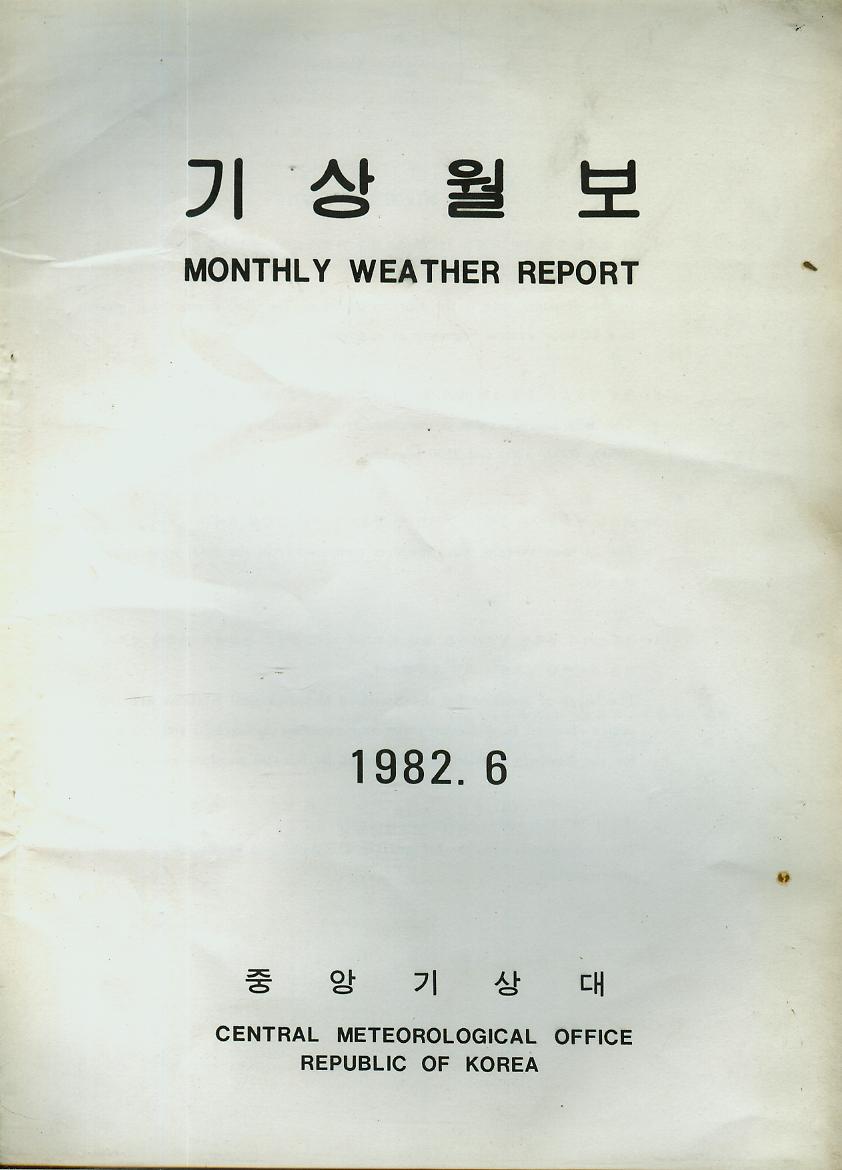 기 상 월 보
MONTHLY WEATHER REPORT
1982. 6
중 앙 기 상 대
CENTRAL METEOROLOGICAL OFFICE
REPUBLIC OF KOREA